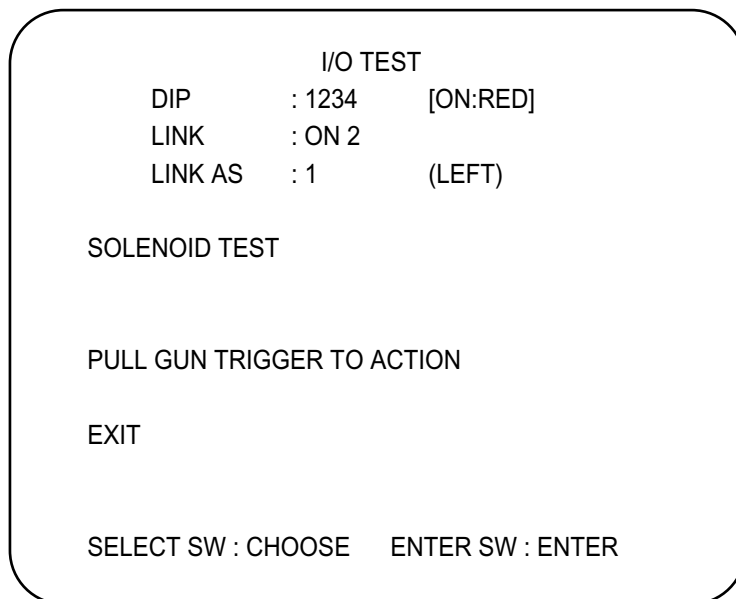 I/O TEST
DIP : 1234 [ON:RED]
LINK : ON 2
LINK AS : 1 (LEFT)
SOLENOID TEST
PULL GUN TRIGGER TO ACTION
EXIT
SELECT SW : CHOOSE ENTER SW : ENTER